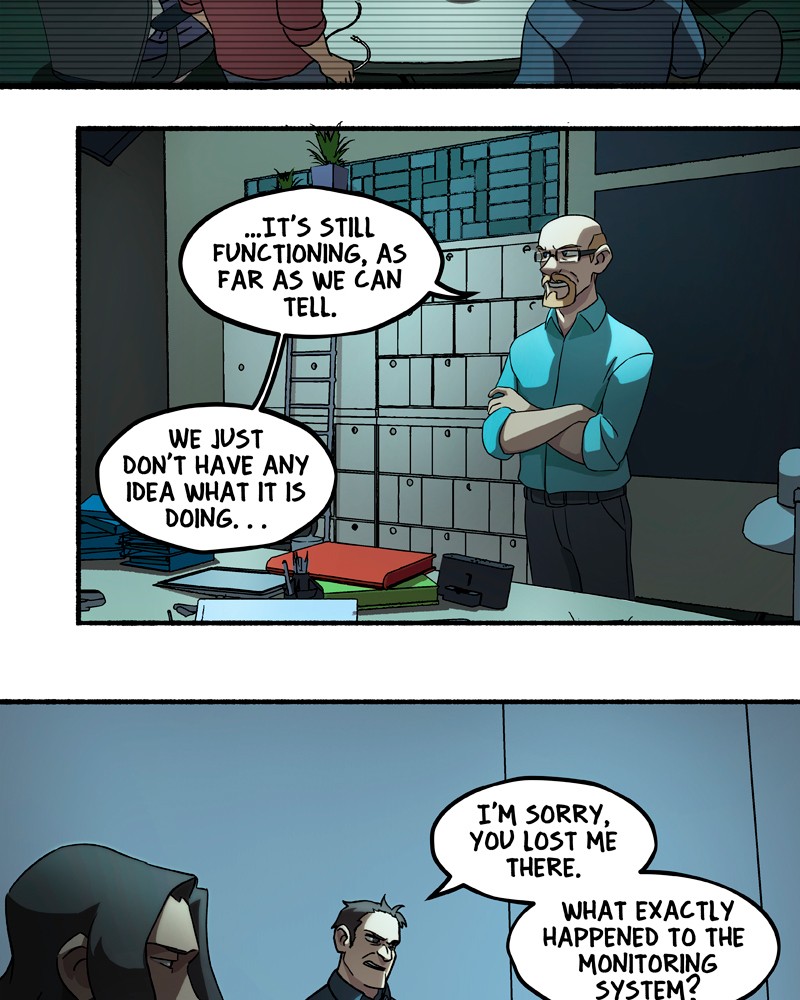 ...IT'S STILL
FUNCTIONING, AS
FAR AS WE CAN
TELL.
WE JUST
DON'T HAVE ANY
IDEA WHAT IT IS
DOING...
I'M SORRY,
YOU LOST ME
THERE.
WHAT EXACTLY
HAPPENED TO THE
MONITORING
SYSTEM?